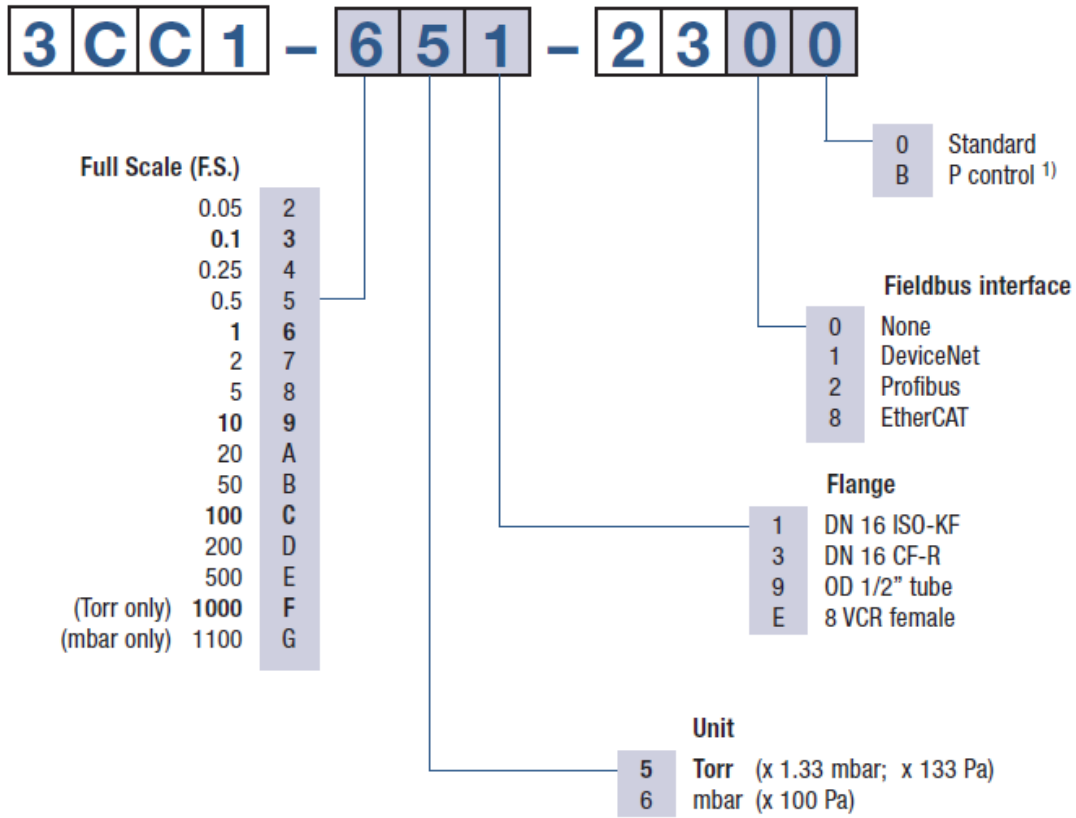 3CC1 – 651 – 2300
0 Standard
B P control 1)
Full Scale (F.S.)
0.05 2
0.1 3
0.25 4
0.5 5
1 6
2 7
5 8
10 9
20 A
50 B
100 C
200 D
500 E
(Torr only) 1000 F
(mbar only) 1100 G
Fieldbus interface
0 None
1 DeviceNet
2 Profibus
8 EtherCAT
Flange
1 DN 16 ISO-KF
3 DN 16 CF-R
9 OD 1/2” tube
E 8 VCR female
Unit
5 Torr (x 1.33 mbar; x 133 Pa)
6 mbar (x 100 Pa)